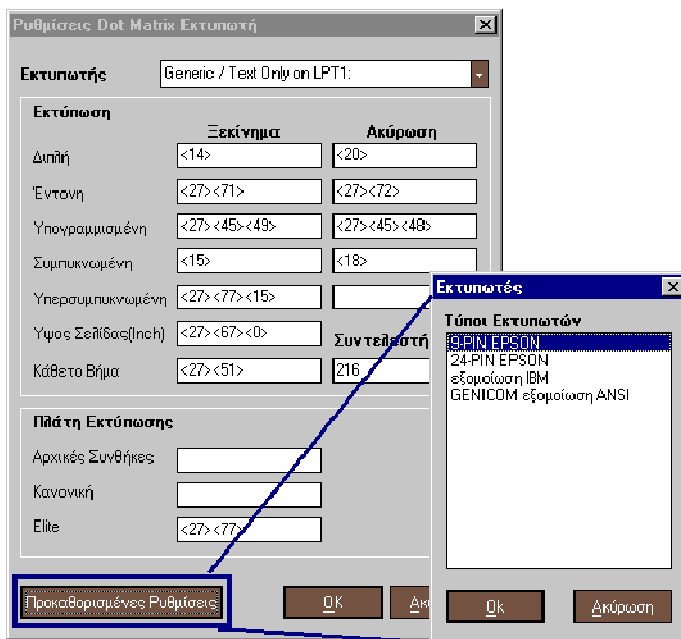 Ρυθμίσεις Dot Matrix Εκτυπωτή
Εκτυπωτής Generic / Text Only on LPT1:
Εκτύπωση
Ξεκίνημα Ακύρωση
Διπλή <14> <20>
Έντονη <27><71> <27><72>
Υπογραμμισμένη <27><45><49> <27><45><48>
Συμπυκνωμένη <15> <18>
Υπερσυμπυκνωμένη <27><77><15>
Υψος Σελίδας(Inch) <27><67><0> Συντελεστή
Κάθετο Βήμα <27><51> 216
Πλάτη Εκτύπωσης
Αρχικές Συνθήκες
Κανονική
Elite <27><77>
Προκαθορισμένες Ρυθμίσεις OK Ακ
Εκτυπωτές
Τύποι Εκτυπωτών
9-PIN EPSON
24-PIN EPSON
εξομοίωση IBM
GENICOM εξομοίωση ANSI
Ok Ακύρωση